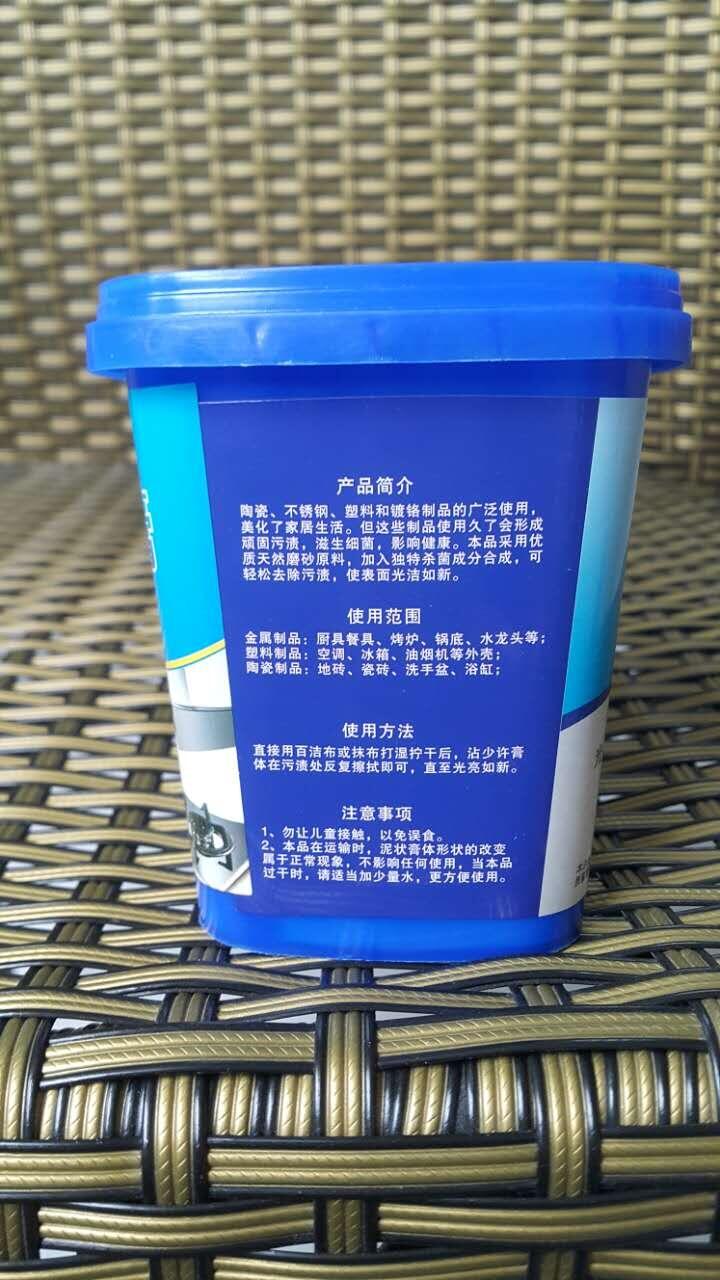 产品简介
陶瓷、不锈钢、塑料和镀铬制品的广泛使用，
美化了家居生活。但这些制品使用久了会形成
顽固污渍，滋生细菌，影响健康。本品采用优
质天然磨砂原料，加入独特杀菌成分合成，可
轻松去除污渍，使表面光洁如新。
使用范围
金属制品：厨具餐具、烤炉、锅底、水龙头等；
塑料制品：空调、冰箱、油烟机等外壳；
陶瓷制品：地砖、瓷砖、洗手盆、浴缸；
使用方法
直接用百洁布或抹布打湿拧干后，沾少许膏
体在污渍处反复擦拭即可，直至光亮如新。
注意事项
1、勿让儿童接触，以免误食。
2、本品在运输时，泥状膏体形状的改变
属于正常现象，不影响任何使用，当本品
过干时，请适当加少量水，更方便使用。